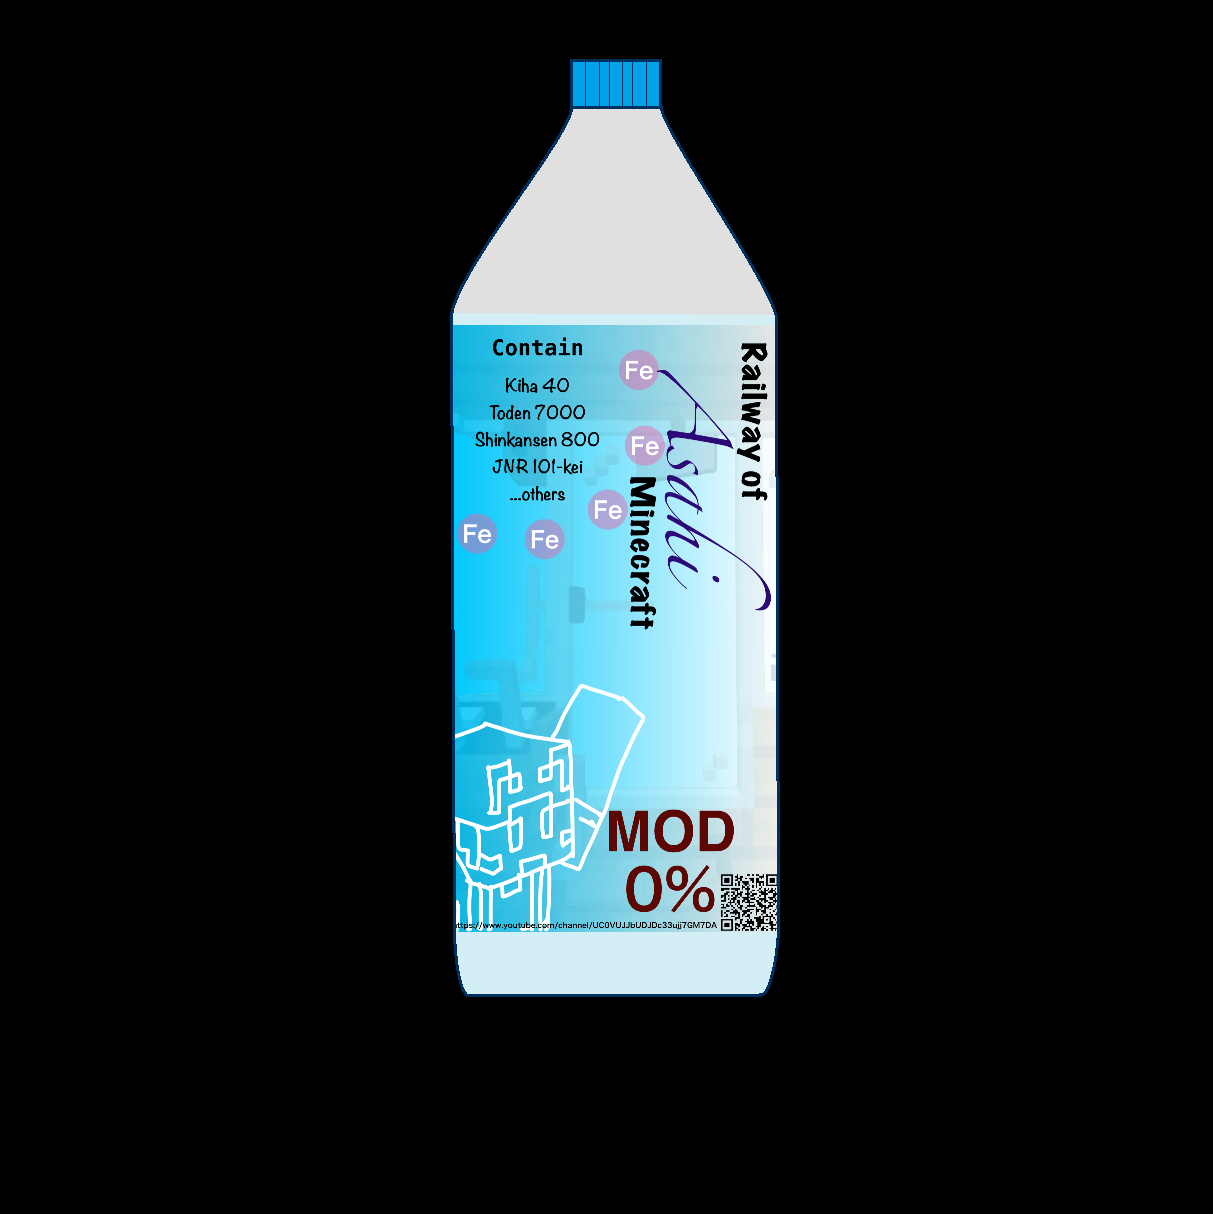 Contain
Kiha 40
Toden 7000
Shinkansen 800
JNR 101-kei
...others
Fe
Fe
Fe
Fe
Fe
Railway of
Asahi
Minecraft
MOD
0%
ttps://www.youtube.com/channel/UC0VUJJbUDJDc33ujj7GM7DA